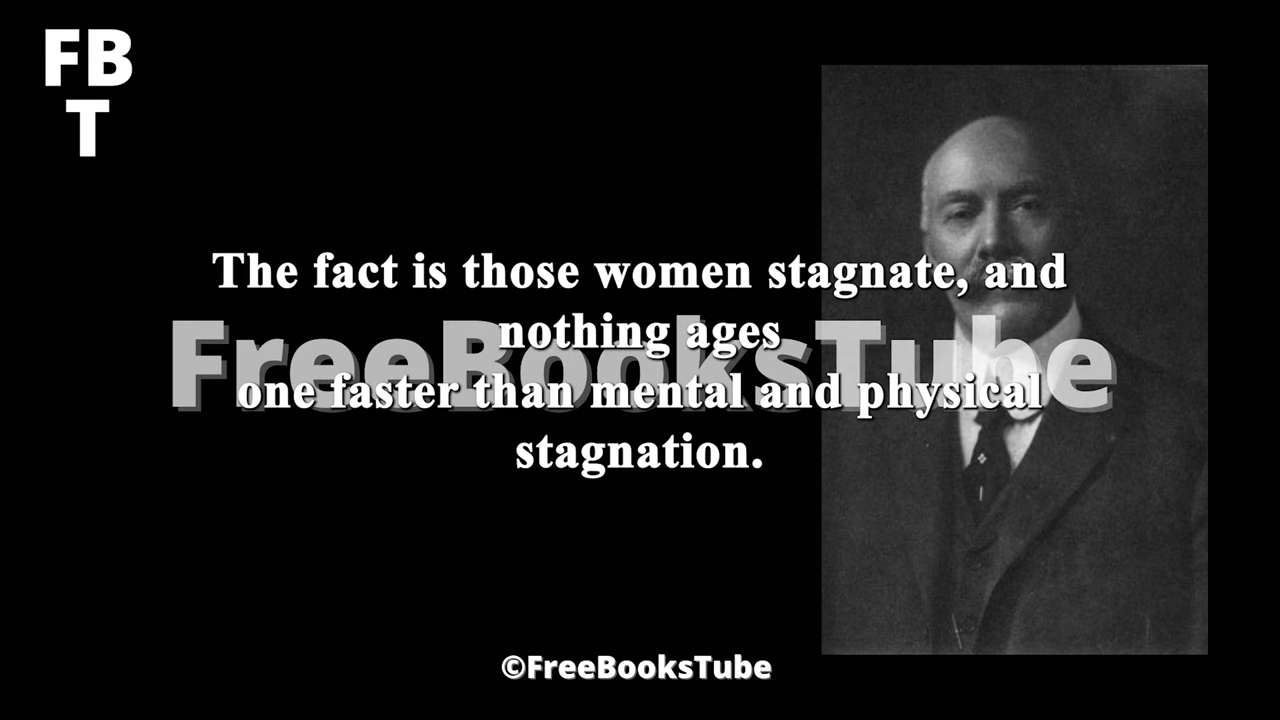 FB
T
The fact is those women stagnate, and
nothing ages
FreeBooksTube
one faster than mental and physical
stagnation.
©FreeBooksTube